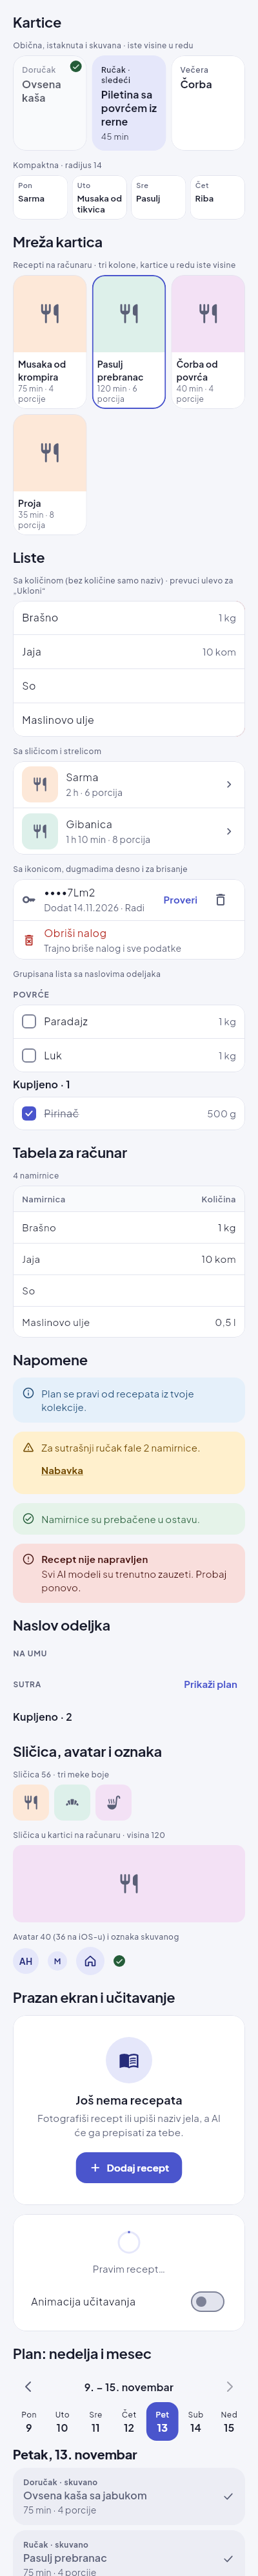 Kartice
Obična, istaknuta i skuvana · iste visine u redu
Doručak
Ovsena
kaša
Ručak ·
sledeći
Piletina sa
povrćem iz
rerne
45 min
Večera
Čorba
Kompaktna · radijus 14
Pon
Sarma
Uto
Musaka od
tikvica
Sre
Pasulj
Čet
Riba
Mreža kartica
Recepti na računaru · tri kolone, kartice u redu iste visine
Musaka od
krompira
75 min · 4
porcije
Pasulj
prebranac
120 min · 6
porcija
Čorba od
povrća
40 min · 4
porcije
Proja
35 min · 8
porcija
Liste
Sa količinom (bez količine samo naziv) · prevuci ulevo za
„Ukloni“
Brašno 1 kg
Jaja 10 kom
So
Maslinovo ulje
Sa sličicom i strelicom
Sarma
2 h · 6 porcija
Gibanica
1 h 10 min · 8 porcija
Sa ikonicom, dugmadima desno i za brisanje
••••7Lm2
Dodat 14.11.2026 · Radi
Proveri
Obriši nalog
Trajno briše nalog i sve podatke
Grupisana lista sa naslovima odeljaka
POVRĆE
Paradajz 1 kg
Luk 1 kg
Kupljeno · 1
Pirinač 500 g
Tabela za računar
4 namirnice
Namirnica Količina
Brašno 1 kg
Jaja 10 kom
So
Maslinovo ulje 0,5 l
Napomene
Plan se pravi od recepata iz tvoje
kolekcije.
Za sutrašnji ručak fale 2 namirnice.
Nabavka
Namirnice su prebačene u ostavu.
Recept nije napravljen
Svi AI modeli su trenutno zauzeti. Probaj
ponovo.
Naslov odeljka
NA UMU
SUTRA Prikaži plan
Kupljeno · 2
Sličica, avatar i oznaka
Sličica 56 · tri meke boje
Sličica u kartici na računaru · visina 120
Avatar 40 (36 na iOS-u) i oznaka skuvanog
AH
M
Prazan ekran i učitavanje
Još nema recepata
Fotografiši recept ili upiši naziv jela, a AI
će ga prepisati za tebe.
Dodaj recept
Pravim recept…
Animacija učitavanja
Plan: nedelja i mesec
9. – 15. novembar
Pon Uto Sre Čet Pet Sub Ned
9 10 11 12 13 14 15
Petak, 13. novembar
Doručak · skuvano
Ovsena kaša sa jabukom
75 min · 4 porcije
Ručak · skuvano
Pasulj prebranac
75 min · 4 porcije